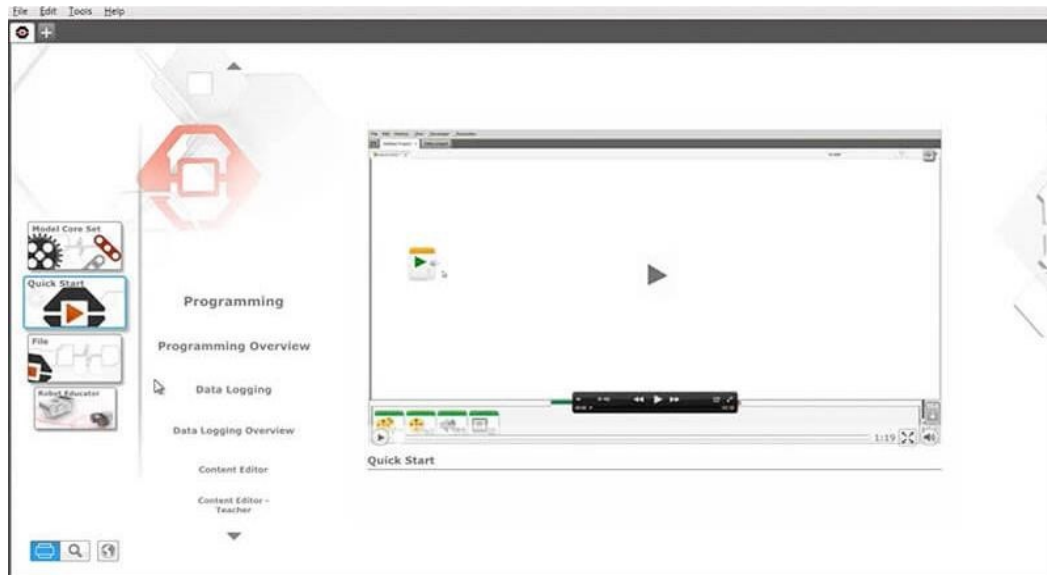 File Edit Tools Help
Model Core Set
Quick Start
File
Robot Educator
Programming
Programming Overview
Data Logging
Data Logging Overview
Content Editor
Content Editor -
Teacher
1:19
Quick Start